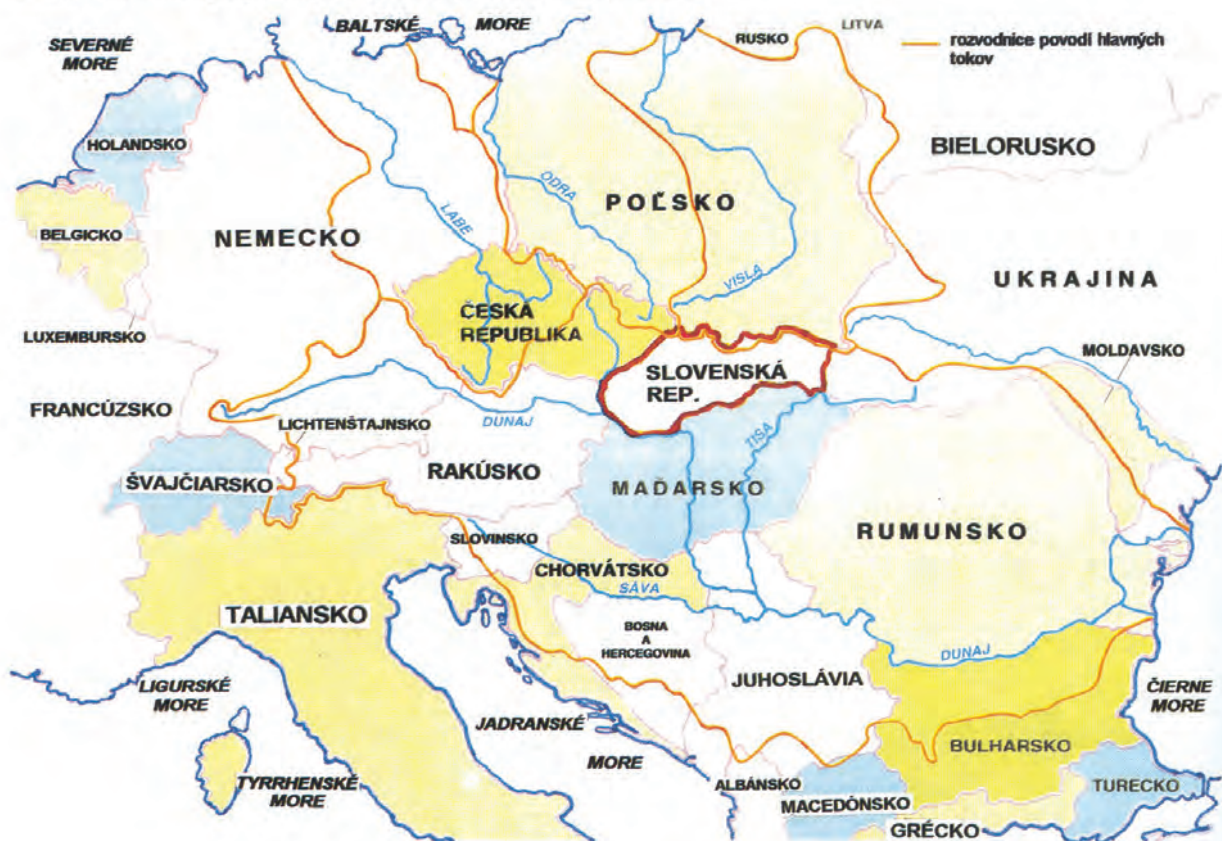 BALTSKÉ MORE
SEVERNÉ
MORE
RUSKO
LITVA
rozvodnice povodí hlavných
tokov
HOLANDSKO
BIELORUSKO
ODRA
POĽSKO
LABE
BELGICKO
NEMECKO
VISLA
UKRAJINA
ČESKÁ
REPUBLIKA
LUXEMBURSKO
MOLDAVSKO
SLOVENSKÁ
REP.
FRANCÚZSKO
LICHTENŠTAJNSKO
DUNAJ
TISA
RAKÚSKO
ŠVAJČIARSKO
MAĎARSKO
RUMUNSKO
SLOVINSKO
CHORVÁTSKO
SÁVA
TALIANSKO
BOSNA
A
HERCEGOVINA
DUNAJ
JUHOSLÁVIA
LIGURSKÉ
MORE
ČIERNE
MORE
JADRANSKÉ
MORE
BULHARSKO
TYRRHENSKÉ
MORE
ALBÁNSKO
TURECKO
MACEDÓNSKO
GRÉCKO